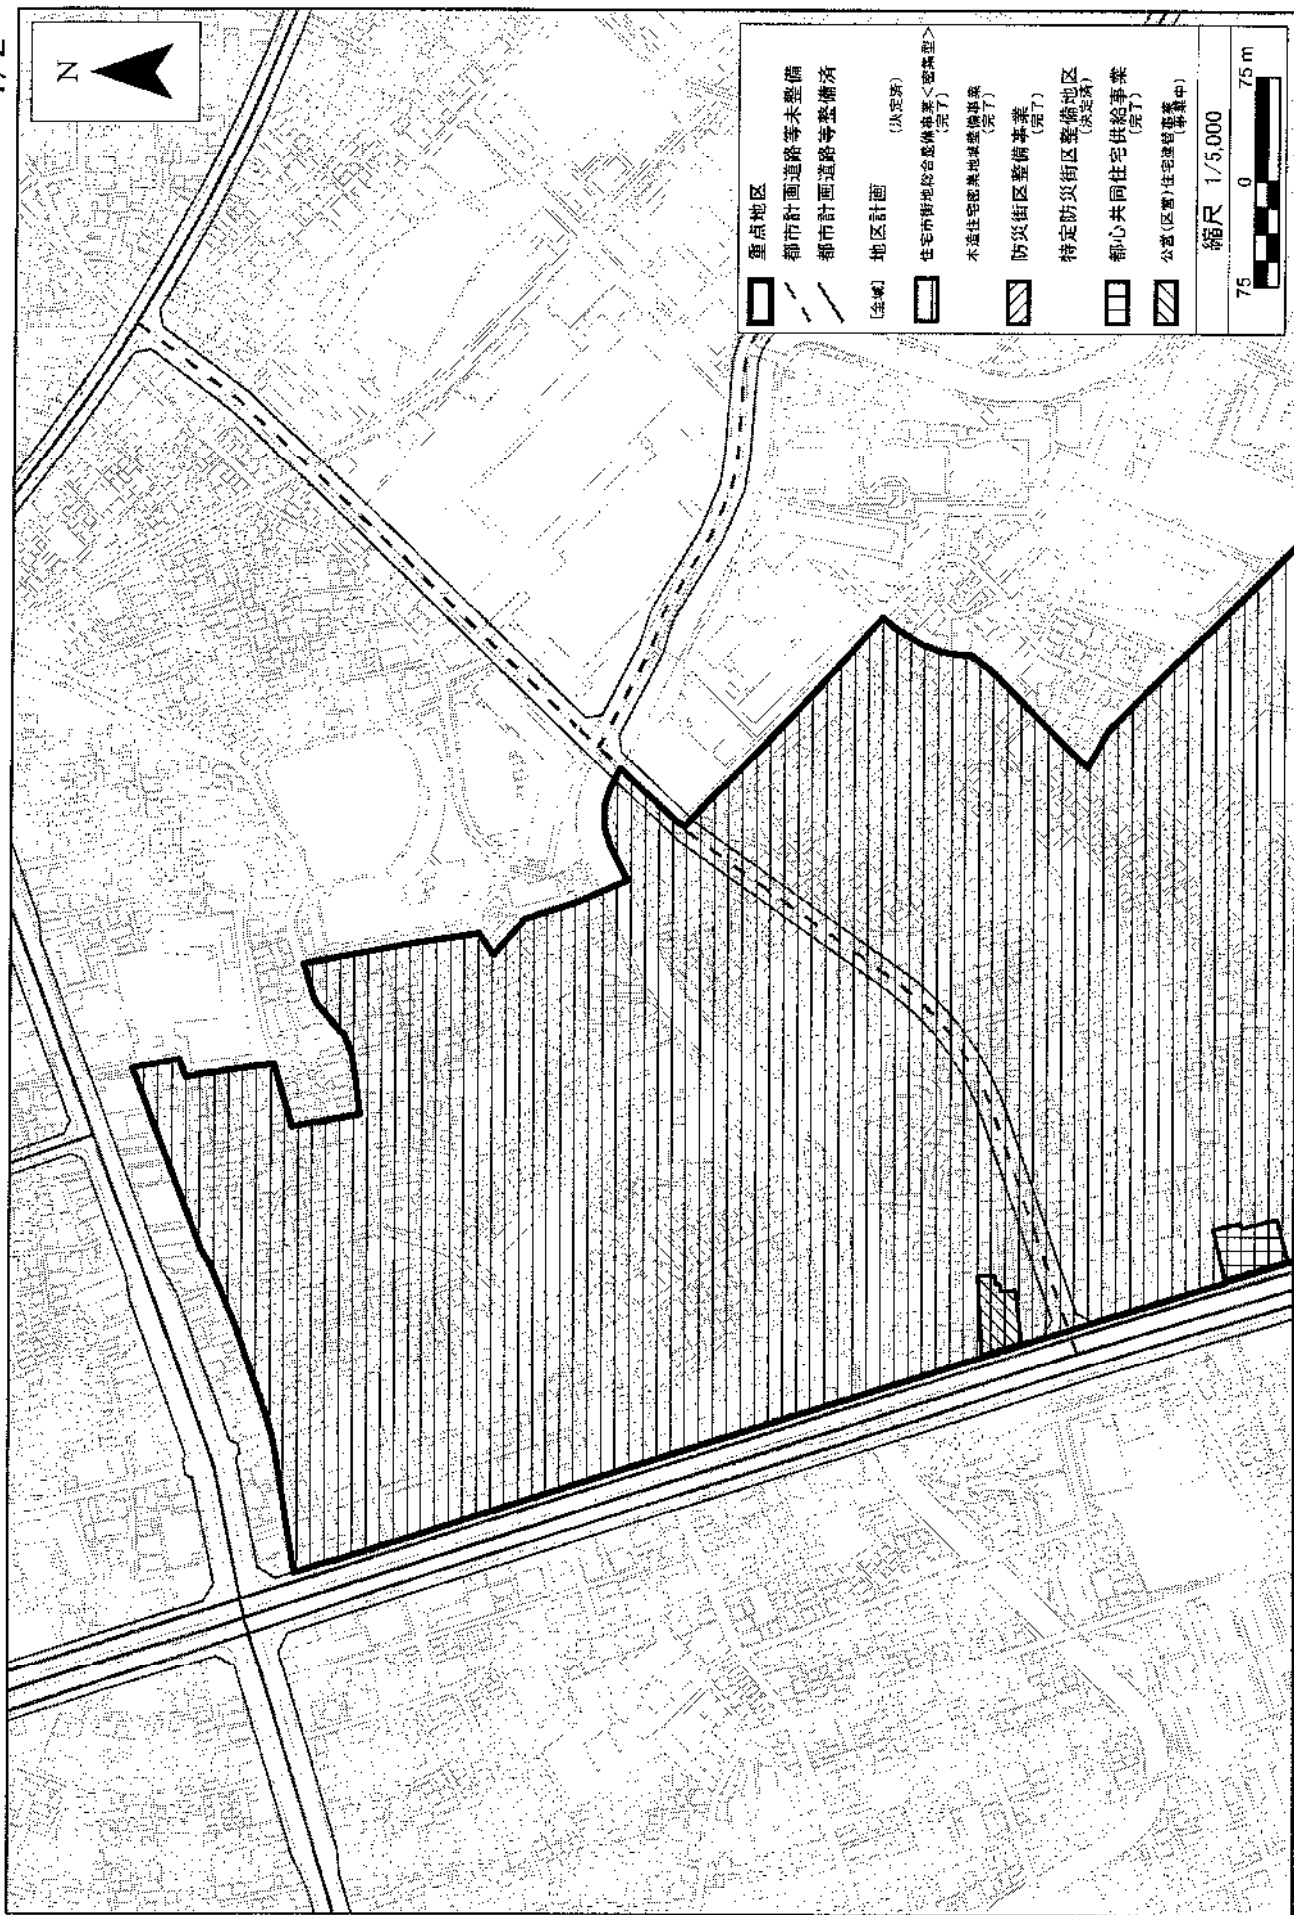 1/2
N
重点地区
都市計画道路等未整備
都市計画道路等整備済
[全域] 地区計画
(決定済)
住宅市街地総合整備事業<密集型>
(完了)
木造住宅密集地域整備事業
(完了)
防災街区整備事業
(完了)
特定防災街区整備地区
(決定済)
都心共同住宅供給事業
(完了)
公営(区営)住宅建替事業
(事業中)
縮尺 1/5,000
75 0 75 m